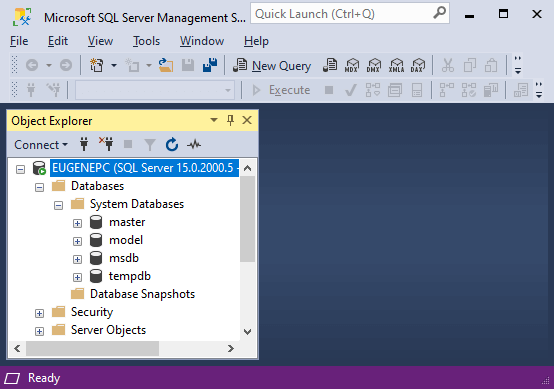 Microsoft SQL Server Management S...
Quick Launch (Ctrl+Q)
File Edit View Tools Window Help
New Query MDX DMX XMLA DAX
Execute
Object Explorer
Connect
EUGENEPC (SQL Server 15.0.2000.5 -
Databases
System Databases
master
model
msdb
tempdb
Database Snapshots
Security
Server Objects
Ready